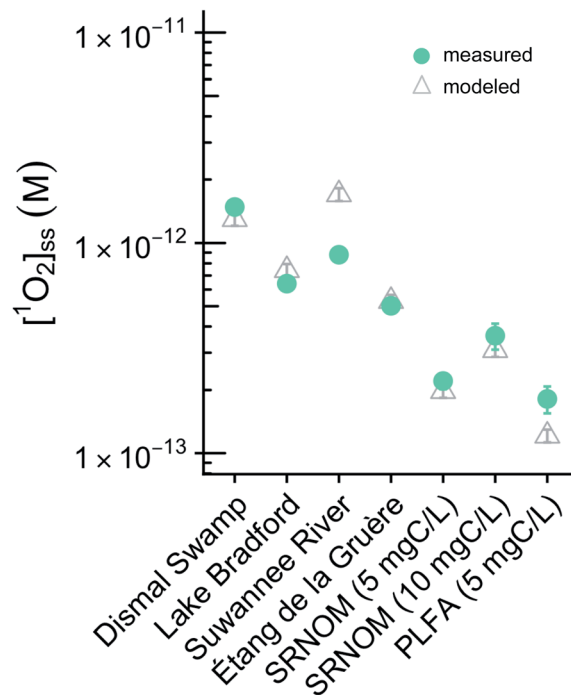 1 × 10⁻¹¹
measured
modeled
[¹O₂]ss (M)
1 × 10⁻¹²
1 × 10⁻¹³
Dismal Swamp
Lake Bradford
Suwannee River
Étang de la Gruère
SRNOM (5 mgC/L)
SRNOM (10 mgC/L)
PLFA (5 mgC/L)